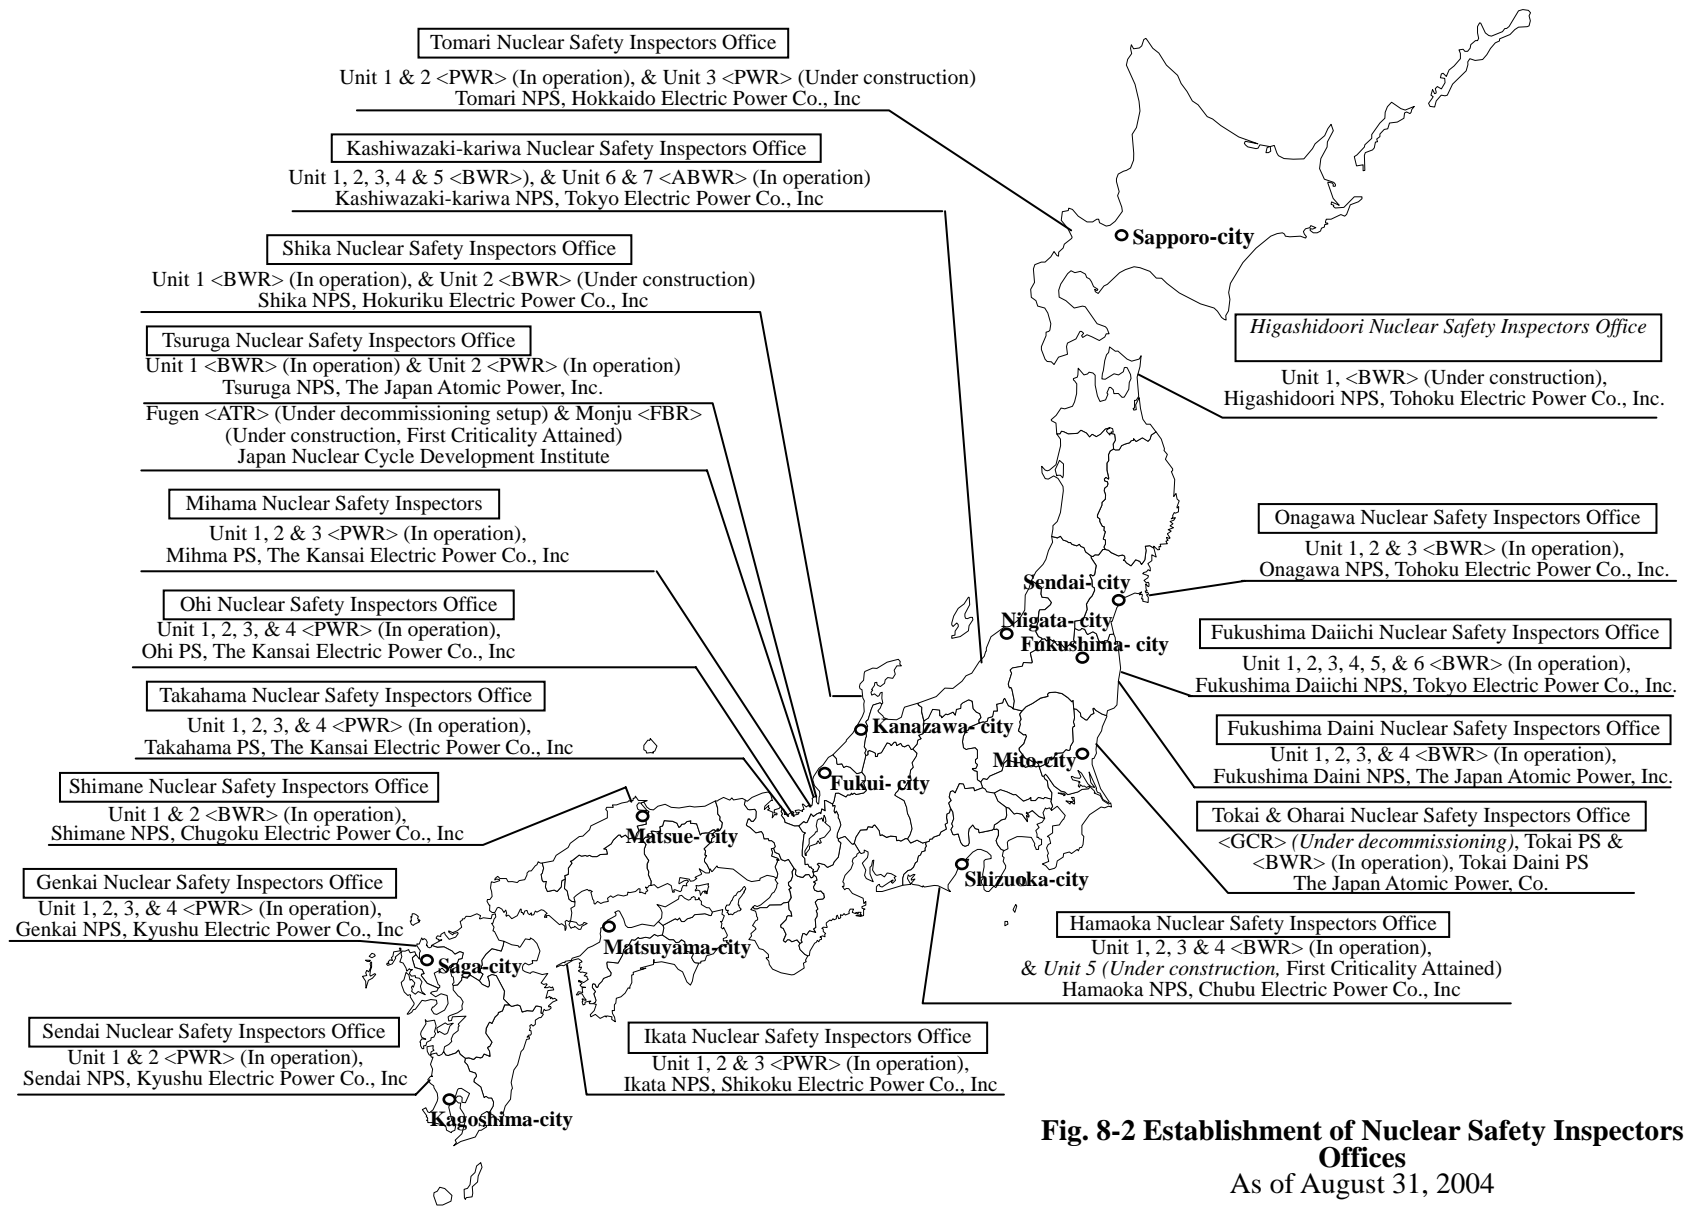 Tomari Nuclear Safety Inspectors Office
Unit 1 & 2 <PWR> (In operation), & Unit 3 <PWR> (Under construction)
Tomari NPS, Hokkaido Electric Power Co., Inc
Kashiwazaki-kariwa Nuclear Safety Inspectors Office
Unit 1, 2, 3, 4 & 5 <BWR>), & Unit 6 & 7 <ABWR> (In operation)
Kashiwazaki-kariwa NPS, Tokyo Electric Power Co., Inc
Shika Nuclear Safety Inspectors Office
Unit 1 <BWR> (In operation), & Unit 2 <BWR> (Under construction)
Shika NPS, Hokuriku Electric Power Co., Inc
Tsuruga Nuclear Safety Inspectors Office
Unit 1 <BWR> (In operation) & Unit 2 <PWR> (In operation)
Tsuruga NPS, The Japan Atomic Power, Inc.
Fugen <ATR> (Under decommissioning setup) & Monju <FBR>
(Under construction, First Criticality Attained)
Japan Nuclear Cycle Development Institute
Mihama Nuclear Safety Inspectors
Unit 1, 2 & 3 <PWR> (In operation),
Mihma PS, The Kansai Electric Power Co., Inc
Ohi Nuclear Safety Inspectors Office
Unit 1, 2, 3, & 4 <PWR> (In operation),
Ohi PS, The Kansai Electric Power Co., Inc
Takahama Nuclear Safety Inspectors Office
Unit 1, 2, 3, & 4 <PWR> (In operation),
Takahama PS, The Kansai Electric Power Co., Inc
Shimane Nuclear Safety Inspectors Office
Unit 1 & 2 <BWR> (In operation),
Shimane NPS, Chugoku Electric Power Co., Inc
Genkai Nuclear Safety Inspectors Office
Unit 1, 2, 3, & 4 <PWR> (In operation),
Genkai NPS, Kyushu Electric Power Co., Inc
Sendai Nuclear Safety Inspectors Office
Unit 1 & 2 <PWR> (In operation),
Sendai NPS, Kyushu Electric Power Co., Inc
Sapporo-city
Sendai- city
Niigata- city
Fukushima- city
Kanazawa- city
Mito-city
Fukui- city
Matsue- city
Shizuoka-city
Matsuyama-city
Saga-city
Kagoshima-city
Higashidoori Nuclear Safety Inspectors Office
Unit 1, <BWR> (Under construction),
Higashidoori NPS, Tohoku Electric Power Co., Inc.
Onagawa Nuclear Safety Inspectors Office
Unit 1, 2 & 3 <BWR> (In operation),
Onagawa NPS, Tohoku Electric Power Co., Inc.
Fukushima Daiichi Nuclear Safety Inspectors Office
Unit 1, 2, 3, 4, 5, & 6 <BWR> (In operation),
Fukushima Daiichi NPS, Tokyo Electric Power Co., Inc.
Fukushima Daini Nuclear Safety Inspectors Office
Unit 1, 2, 3, & 4 <BWR> (In operation),
Fukushima Daini NPS, The Japan Atomic Power, Inc.
Tokai & Oharai Nuclear Safety Inspectors Office
<GCR> (Under decommissioning), Tokai PS &
<BWR> (In operation), Tokai Daini PS
The Japan Atomic Power, Co.
Hamaoka Nuclear Safety Inspectors Office
Unit 1, 2, 3 & 4 <BWR> (In operation),
& Unit 5 (Under construction, First Criticality Attained)
Hamaoka NPS, Chubu Electric Power Co., Inc
Ikata Nuclear Safety Inspectors Office
Unit 1, 2 & 3 <PWR> (In operation),
Ikata NPS, Shikoku Electric Power Co., Inc
Fig. 8-2 Establishment of Nuclear Safety Inspectors
Offices
As of August 31, 2004